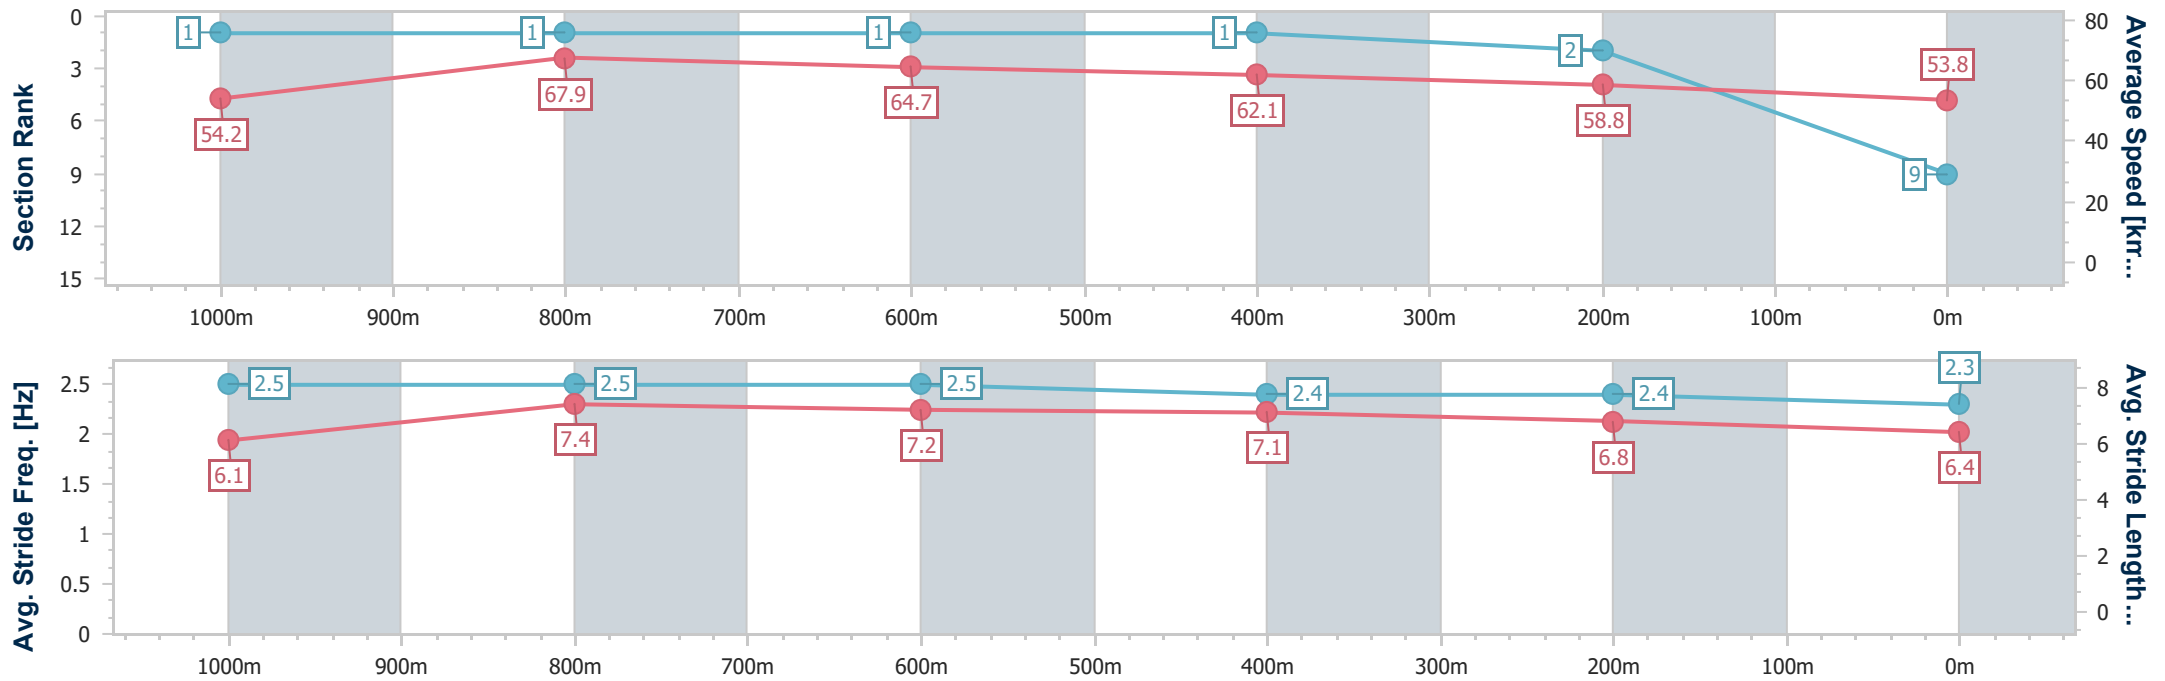 Section Rank
0
3
6
9
12
15
1
1
1
1
2
9
54.2
67.9
64.7
62.1
58.8
53.8
80
60
40
20
0
Average Speed [km...
1000m
900m
800m
700m
600m
500m
400m
300m
200m
100m
0m
Avg. Stride Freq. [Hz]
2.5
2
1.5
1
0.5
0
2.5
2.5
2.5
2.4
2.4
2.3
6.1
7.4
7.2
7.1
6.8
6.4
8
6
4
2
0
Avg. Stride Length...
1000m
900m
800m
700m
600m
500m
400m
300m
200m
100m
0m